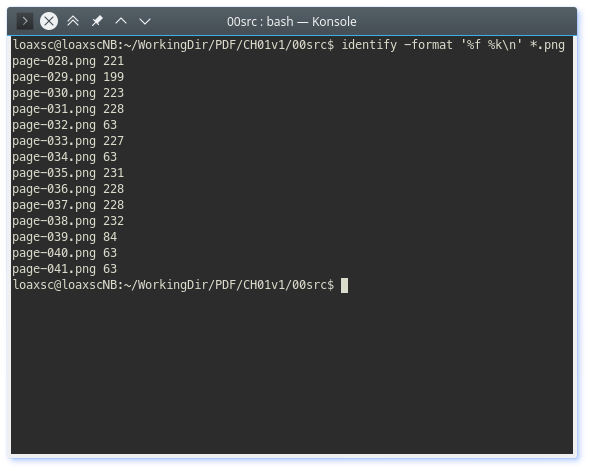 00src : bash — Konsole
loaxsc@loaxscNB:~/WorkingDir/PDF/CH01v1/00src$ identify -format '%f %k\n' *.png
page-028.png 221
page-029.png 199
page-030.png 223
page-031.png 228
page-032.png 63
page-033.png 227
page-034.png 63
page-035.png 231
page-036.png 228
page-037.png 228
page-038.png 232
page-039.png 84
page-040.png 63
page-041.png 63
loaxsc@loaxscNB:~/WorkingDir/PDF/CH01v1/00src$